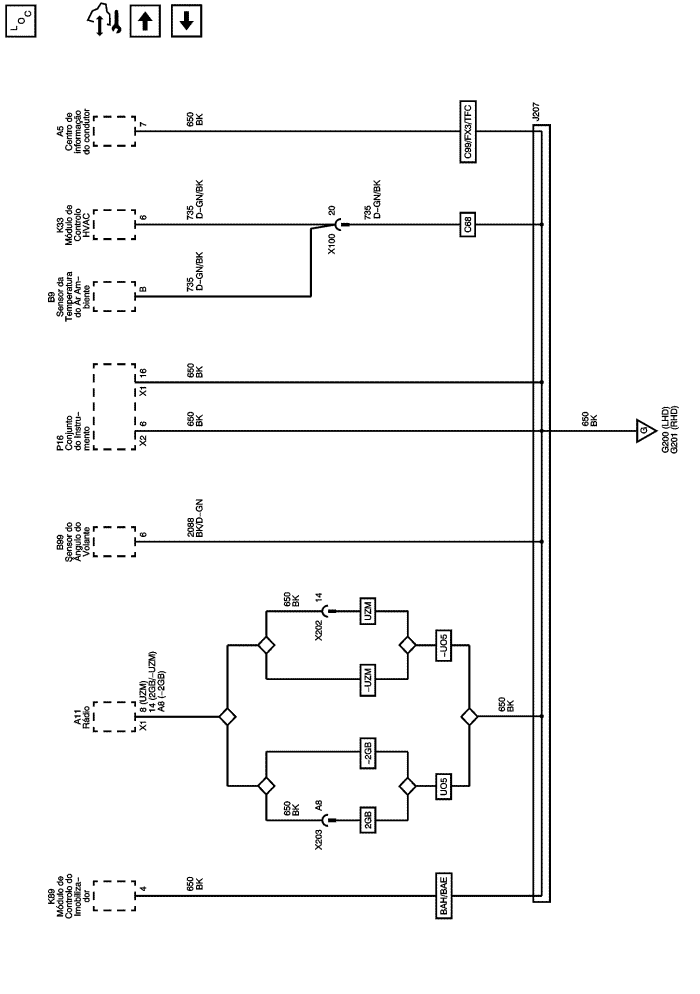 LOC
A5
Centro de
informação
do condutor
7
650
BK
C99/FX3/TFC
J207
K33
Módulo de
Controlo
HVAC
6
735
D-GN/BK
20
X100
735
D-GN/BK
C68
B9
Sensor da
Temperatura
do Ar Am-
biente
B
735
D-GN/BK
P16
Conjunto
do Instru-
mento
16
X1
650
BK
6
X2
650
BK
650
BK
G
G200 (LHD)
G201 (RHD)
B99
Sensor do
Ângulo do
Volante
6
2088
BK/D-GN
A11
Rádio
X1
8 (UZM)
14 (2GB/-UZM)
A8 (-2GB)
650
BK
14
X202
UZM
-UZM
-UO5
-2GB
650
BK
A8
X203
2GB
UO5
650
BK
K89
Módulo de
Controlo do
Imobiliza-
dor
4
650
BK
BAH/BAE